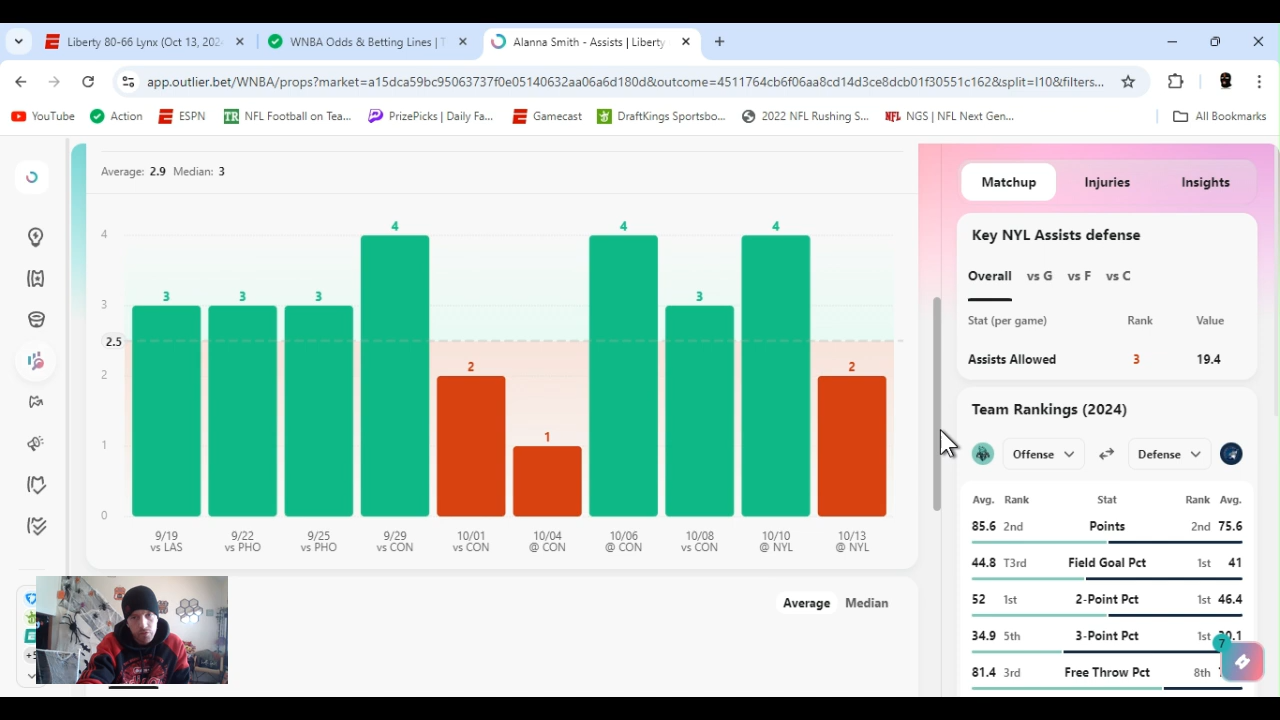 Liberty 80-66 Lynx (Oct 13, 202
WNBA Odds & Betting Lines | T
Alanna Smith - Assists | Liberty
app.outlier.bet/WNBA/props?market=a15dca59bc95063737f0e05140632aa06a6d180d&outcome=4511764cb6f06aa8cd14d3ce8dcb01f30551c162&split=l10&filters...
YouTube Action ESPN NFL Football on Tea... PrizePicks | Daily Fa... Gamecast DraftKings Sportsbo... 2022 NFL Rushing S... NFL NGS | NFL Next Gen... All Bookmarks
Average: 2.9 Median: 3
4
3
2.5
2
1
0
3 3 3 4 2 1 4 3 4 2
9/19 9/22 9/25 9/29 10/01 10/04 10/06 10/08 10/10 10/13
vs LAS vs PHO vs PHO vs CON vs CON @ CON @ CON vs CON @ NYL @ NYL
Average Median
Matchup Injuries Insights
Key NYL Assists defense
Overall vs G vs F vs C
Stat (per game) Rank Value
Assists Allowed 3 19.4
Team Rankings (2024)
Offense Defense
Avg. Rank Stat Rank Avg.
85.6 2nd Points 2nd 75.6
44.8 T3rd Field Goal Pct 1st 41
52 1st 2-Point Pct 1st 46.4
34.9 5th 3-Point Pct 1st
81.4 3rd Free Throw Pct 8th
7